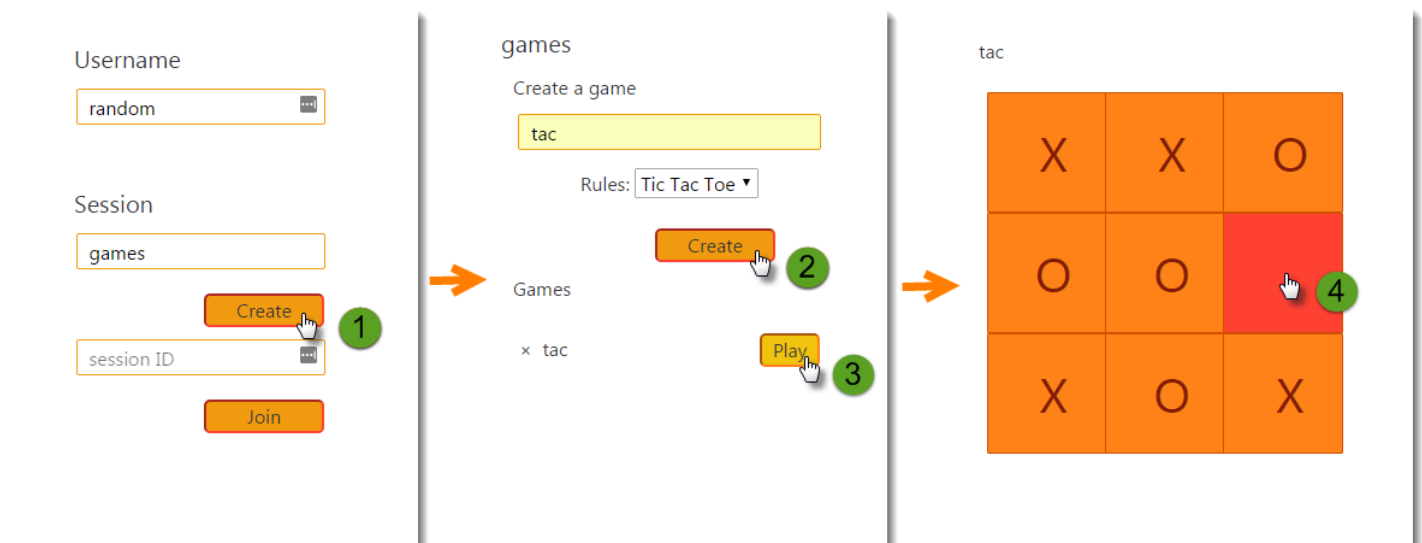 Username
random
Session
games
Create
1
session ID
Join
games
Create a game
tac
Rules: Tic Tac Toe
Create
2
Games
× tac
Play
3
tac
X X O
O O
4
X O X